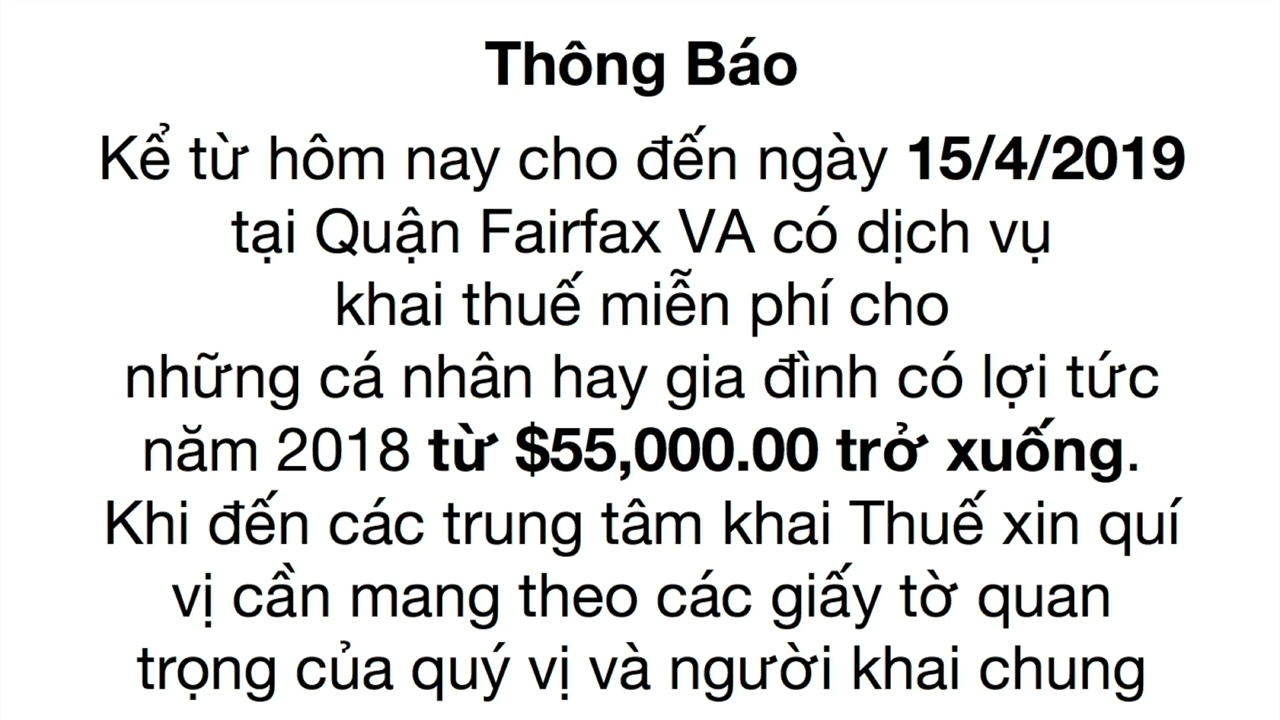 Thông Báo
Kể từ hôm nay cho đến ngày 15/4/2019
tại Quận Fairfax VA có dịch vụ
khai thuế miễn phí cho
những cá nhân hay gia đình có lợi tức
năm 2018 từ $55,000.00 trở xuống.
Khi đến các trung tâm khai Thuế xin quí
vị cần mang theo các giấy tờ quan
trọng của quý vị và người khai chung